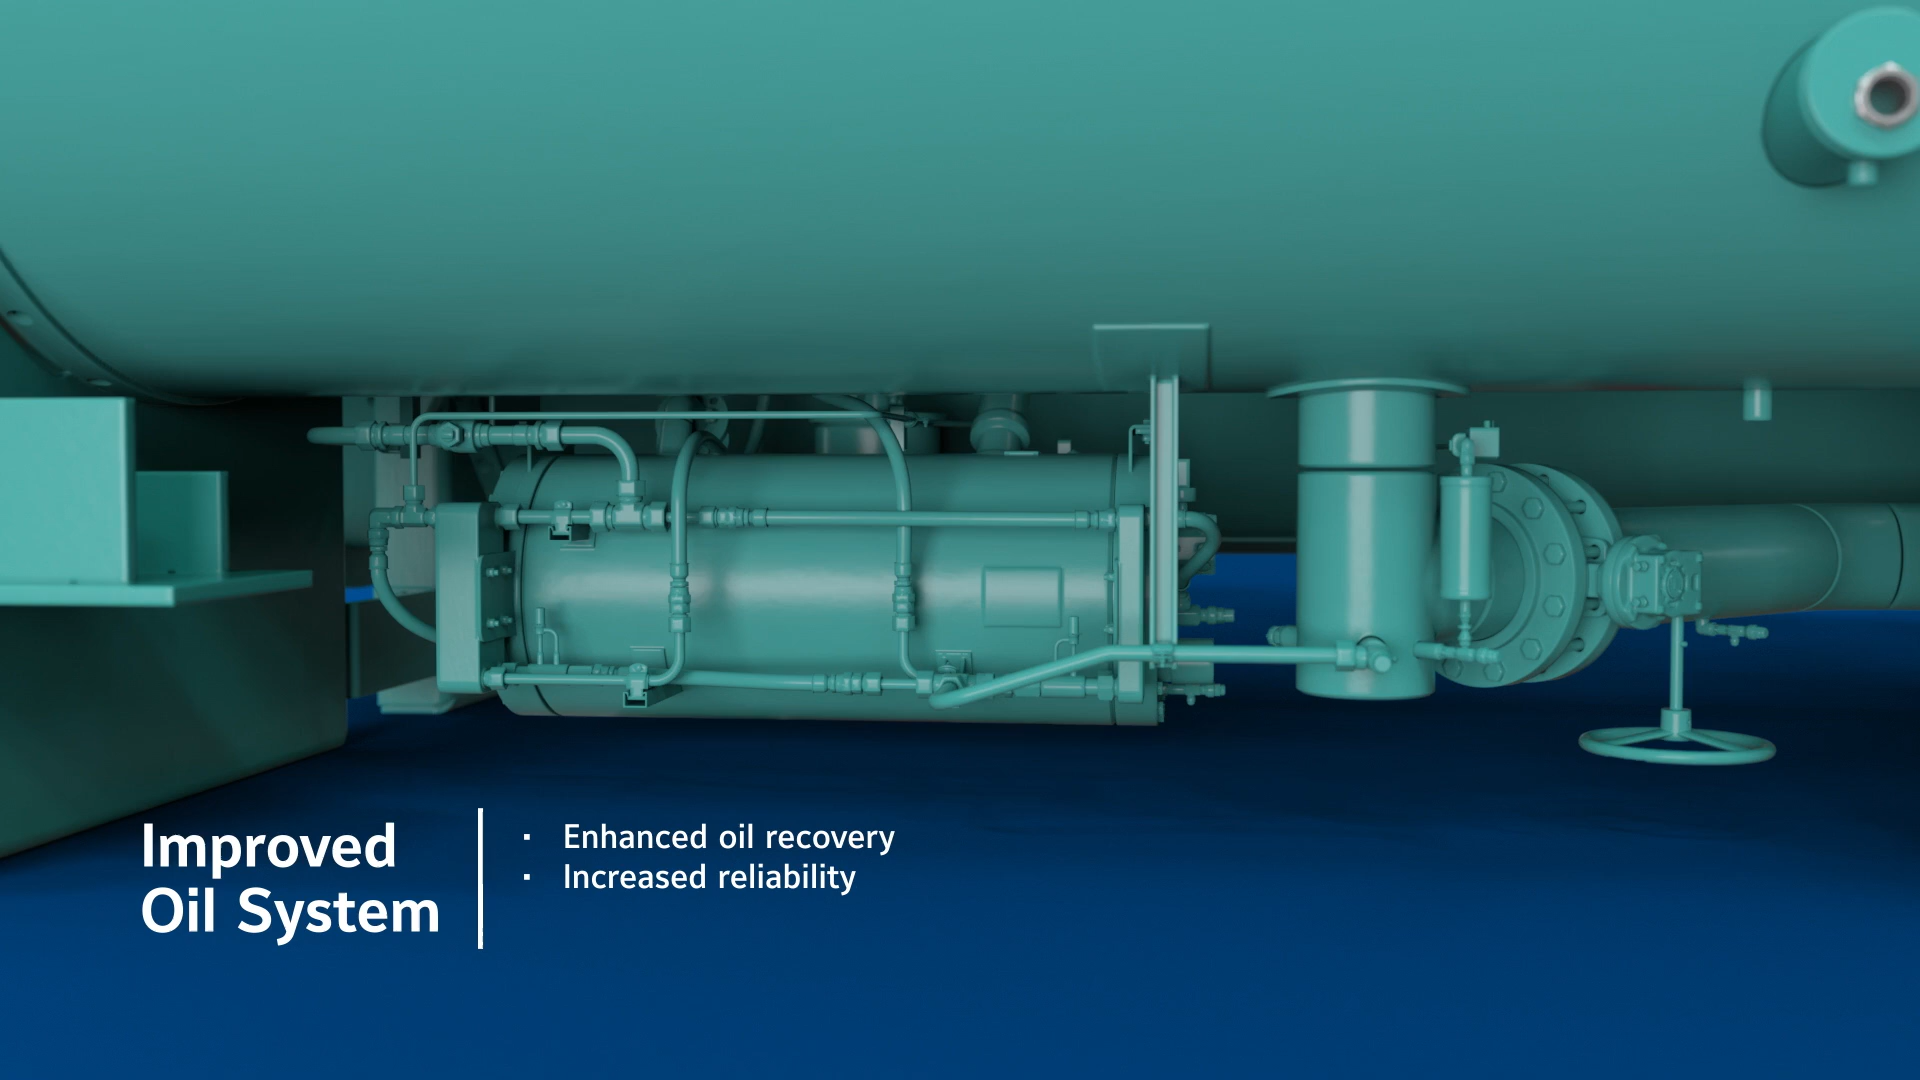 Improved
Oil System
▪ Enhanced oil recovery
▪ Increased reliability